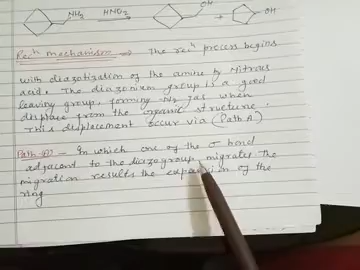 NH2 HNO2 OH → OH
Recn mechanism → The recn process begins
with diazotization of the amine by Nitrous
acid. The diazonium group is a good
leaving group, forming N2 gas when
displace from the organic structure.
This displacement occur via (Path A)
Path-A) — In which one of the σ bond
adjacent to the diazogroup migrates. The
migration results the expansion of the
ring